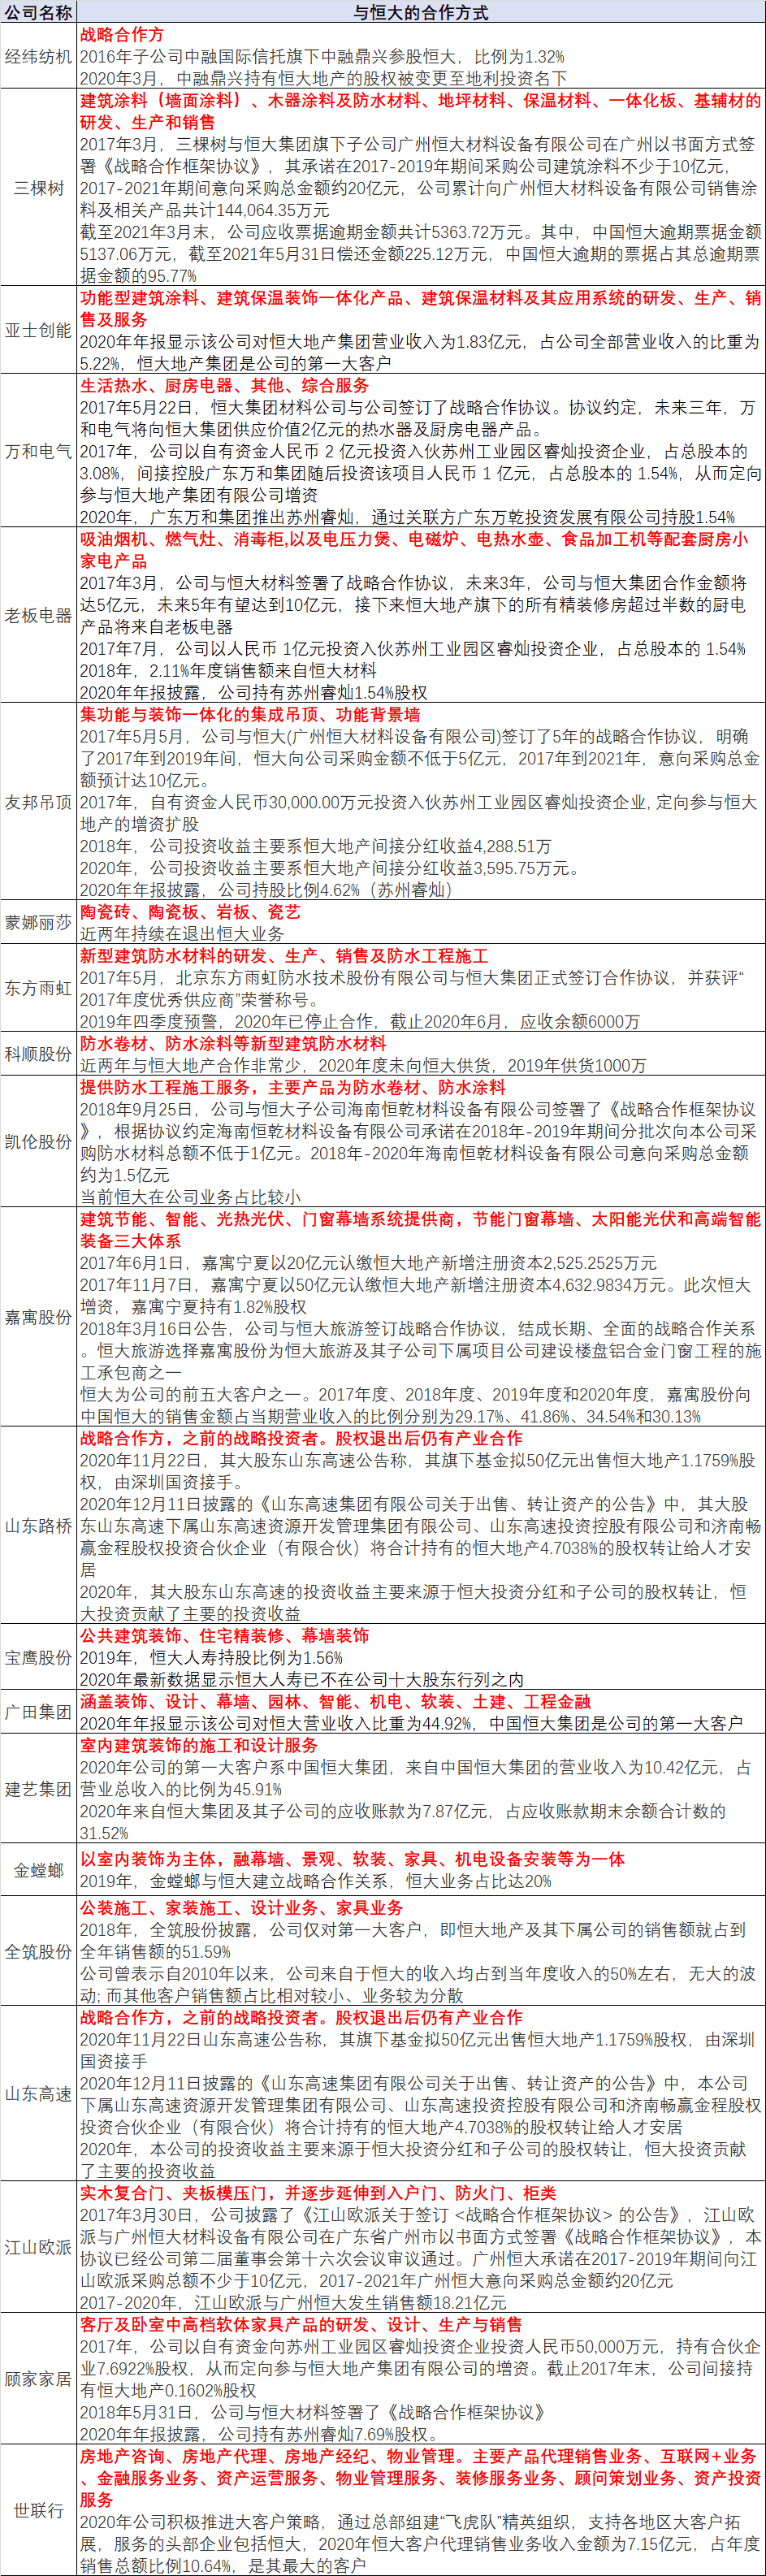 公司名称
与恒大的合作方式
经纬纺机
战略合作方
2016年子公司中融国际信托旗下中融鼎兴参股恒大，比例为1.32%
2020年3月，中融鼎兴持有恒大地产的股权被变更至地利投资名下
三棵树
建筑涂料（墙面涂料）、木器涂料及防水材料、地坪材料、保温材料、一体化板、基辅材的
研发、生产和销售
2017年3月，三棵树与恒大集团旗下子公司广州恒大材料设备有限公司在广州以书面方式签
署《战略合作框架协议》，其承诺在2017-2019年期间采购公司建筑涂料不少于10亿元，
2017-2021年期间意向采购总金额约20亿元，公司累计向广州恒大材料设备有限公司销售涂
料及相关产品共计144,064.35万元
截至2021年3月末，公司应收票据逾期金额共计5363.72万元。其中，中国恒大逾期票据金额
5137.06万元，截至2021年5月31日偿还金额225.12万元，中国恒大逾期的票据占其总逾期票
据金额的95.77%
亚士创能
功能型建筑涂料、建筑保温装饰一体化产品、建筑保温材料及其应用系统的研发、生产、销
售及服务
2020年年报显示该公司对恒大地产集团营业收入为1.83亿元，占公司全部营业收入的比重为
5.22%，恒大地产集团是公司的第一大客户
万和电气
生活热水、厨房电器、其他、综合服务
2017年5月22日，恒大集团材料公司与公司签订了战略合作协议。协议约定，未来三年，万
和电气将向恒大集团供应价值2亿元的热水器及厨房电器产品。
2017年，公司以自有资金人民币 2 亿元投资入伙苏州工业园区睿灿投资企业，占总股本的
3.08%，间接控股广东万和集团随后投资该项目人民币 1 亿元，占总股本的 1.54%，从而定向
参与恒大地产集团有限公司增资
2020年，广东万和集团推出苏州睿灿，通过关联方广东万乾投资发展有限公司持股1.54%
老板电器
吸油烟机、燃气灶、消毒柜,以及电压力煲、电磁炉、电热水壶、食品加工机等配套厨房小
家电产品
2017年3月，公司与恒大材料签署了战略合作协议，未来3年，公司与恒大集团合作金额将
达5亿元，未来5年有望达到10亿元，接下来恒大地产旗下的所有精装修房超过半数的厨电
产品将来自老板电器
2017年7月，公司以人民币 1亿元投资入伙苏州工业园区睿灿投资企业，占总股本的 1.54%
2018年，2.11%年度销售额来自恒大材料
2020年年报披露，公司持有苏州睿灿1.54%股权
友邦吊顶
集功能与装饰一体化的集成吊顶、功能背景墙
2017年5月5月，公司与恒大(广州恒大材料设备有限公司)签订了5年的战略合作协议，明确
了2017年到2019年间，恒大向公司采购金额不低于5亿元，2017年到2021年，意向采购总金
额预计达10亿元。
2017年，自有资金人民币30,000.00万元投资入伙苏州工业园区睿灿投资企业, 定向参与恒大
地产的增资扩股
2018年，公司投资收益主要系恒大地产间接分红收益4,288.51万
2020年，公司投资收益主要系恒大地产间接分红收益3,595.75万元。
2020年年报披露，公司持股比例4.62%（苏州睿灿）
蒙娜丽莎
陶瓷砖、陶瓷板、岩板、瓷艺
近两年持续在退出恒大业务
东方雨虹
新型建筑防水材料的研发、生产、销售及防水工程施工
2017年5月，北京东方雨虹防水技术股份有限公司与恒大集团正式签订合作协议，并获评“
2017年度优秀供应商”荣誉称号。
2019年四季度预警，2020年已停止合作，截止2020年6月，应收余额6000万
科顺股份
防水卷材、防水涂料等新型建筑防水材料
近两年与恒大地产合作非常少，2020年度未向恒大供货，2019年供货1000万
凯伦股份
提供防水工程施工服务，主要产品为防水卷材、防水涂料
2018年9月25日，公司与恒大子公司海南恒乾材料设备有限公司签署了《战略合作框架协议
》，根据协议约定海南恒乾材料设备有限公司承诺在2018年-2019年期间分批次向本公司采
购防水材料总额不低于1亿元。2018年-2020年海南恒乾材料设备有限公司意向采购总金额
约为1.5亿元
当前恒大在公司业务占比较小
嘉寓股份
建筑节能、智能、光热光伏、门窗幕墙系统提供商，节能门窗幕墙、太阳能光伏和高端智能
装备三大体系
2017年6月1日，嘉寓宁夏以20亿元认缴恒大地产新增注册资本2,525.2525万元
2017年11月7日，嘉寓宁夏以50亿元认缴恒大地产新增注册资本4,632.9834万元。此次恒大
增资，嘉寓宁夏持有1.82%股权
2018年3月16日公告，公司与恒大旅游签订战略合作协议，结成长期、全面的战略合作关系
。恒大旅游选择嘉寓股份为恒大旅游及其子公司下属项目公司建设楼盘铝合金门窗工程的施
工承包商之一
恒大为公司的前五大客户之一。2017年度、2018年度、2019年度和2020年度，嘉寓股份向
中国恒大的销售金额占当期营业收入的比例分别为29.17%、41.86%、34.54%和30.13%
山东路桥
战略合作方，之前的战略投资者。股权退出后仍有产业合作
2020年11月22日，其大股东山东高速公告称，其旗下基金拟50亿元出售恒大地产1.1759%股
权，由深圳国资接手。
2020年12月11日披露的《山东高速集团有限公司关于出售、转让资产的公告》中，其大股
东山东高速下属山东高速资源开发管理集团有限公司、山东高速投资控股有限公司和济南畅
赢金程股权投资合伙企业（有限合伙）将合计持有的恒大地产4.7038%的股权转让给人才安
居
2020年，其大股东山东高速的投资收益主要来源于恒大投资分红和子公司的股权转让，恒
大投资贡献了主要的投资收益
宝鹰股份
公共建筑装饰、住宅精装修、幕墙装饰
2019年，恒大人寿持股比例为1.56%
2020年最新数据显示恒大人寿已不在公司十大股东行列之内
广田集团
涵盖装饰、设计、幕墙、园林、智能、机电、软装、土建、工程金融
2020年年报显示该公司对恒大营业收入比重为44.92%，中国恒大集团是公司的第一大客户
建艺集团
室内建筑装饰的施工和设计服务
2020年公司的第一大客户系中国恒大集团，来自中国恒大集团的营业收入为10.42亿元，占
营业总收入的比例为45.91%
2020年来自恒大集团及其子公司的应收账款为7.87亿元，占应收账款期末余额合计数的
31.52%
金螳螂
以室内装饰为主体，融幕墙、景观、软装、家具、机电设备安装等为一体
2019年，金螳螂与恒大建立战略合作关系，恒大业务占比达20%
全筑股份
公装施工、家装施工、设计业务、家具业务
2018年，全筑股份披露，公司仅对第一大客户，即恒大地产及其下属公司的销售额就占到
全年销售额的51.59%
公司曾表示自2010年以来，公司来自于恒大的收入均占到当年度收入的50%左右，无大的波
动; 而其他客户销售额占比相对较小、业务较为分散
山东高速
战略合作方，之前的战略投资者。股权退出后仍有产业合作
2020年11月22日山东高速公告称，其旗下基金拟50亿元出售恒大地产1.1759%股权，由深圳
国资接手
2020年12月11日披露的《山东高速集团有限公司关于出售、转让资产的公告》中，本公司
下属山东高速资源开发管理集团有限公司、山东高速投资控股有限公司和济南畅赢金程股权
投资合伙企业（有限合伙）将合计持有的恒大地产4.7038%的股权转让给人才安居
2020年，本公司的投资收益主要来源于恒大投资分红和子公司的股权转让，恒大投资贡献
了主要的投资收益
江山欧派
实木复合门、夹板模压门，并逐步延伸到入户门、防火门、柜类
2017年3月30日，公司披露了《江山欧派关于签订 <战略合作框架协议> 的公告》，江山欧
派与广州恒大材料设备有限公司在广东省广州市以书面方式签署《战略合作框架协议》，本
协议已经公司第二届董事会第十六次会议审议通过。广州恒大承诺在2017-2019年期间向江
山欧派采购总额不少于10亿元，2017-2021年广州恒大意向采购总金额约20亿元
2017-2020年，江山欧派与广州恒大发生销售额18.21亿元
顾家家居
客厅及卧室中高档软体家具产品的研发、设计、生产与销售
2017年，公司以自有资金向苏州工业园区睿灿投资企业投资人民币50,000万元，持有合伙企
业7.6922%股权，从而定向参与恒大地产集团有限公司的增资。截止2017年末，公司间接持
有恒大地产0.1602%股权
2018年5月31日，公司与恒大材料签署了《战略合作框架协议》
2020年年报披露，公司持有苏州睿灿7.69%股权。
世联行
房地产咨询、房地产代理、房地产经纪、物业管理。主要产品代理销售业务、互联网+业务
、金融服务业务、资产运营服务、物业管理服务、装修服务业务、顾问策划业务、资产投资
服务
2020年公司积极推进大客户策略，通过总部组建“飞虎队”精英组织，支持各地区大客户拓
展，服务的头部企业包括恒大，2020年恒大客户代理销售业务收入金额为7.15亿元，占年度
销售总额比例10.64%，是其最大的客户